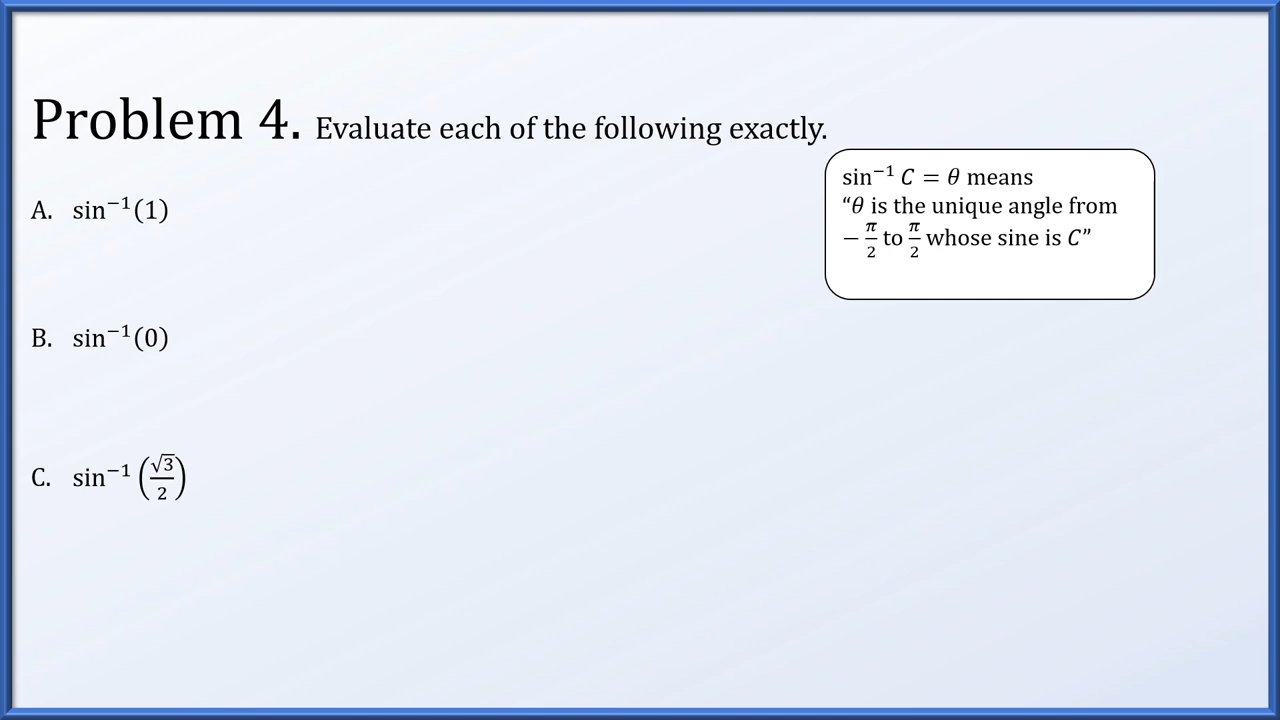 Problem 4. Evaluate each of the following exactly.
sin⁻¹ C = θ means
“θ is the unique angle from
− π/2 to π/2 whose sine is C”
A. sin⁻¹(1)
B. sin⁻¹(0)
C. sin⁻¹ (√3/2)